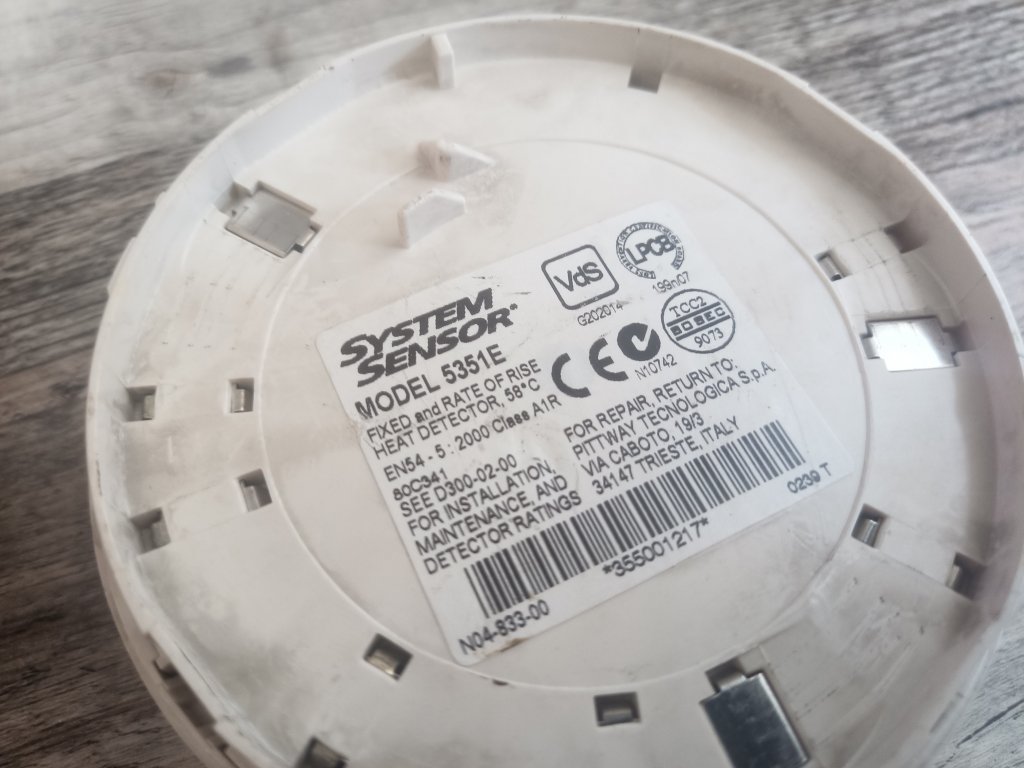 SYSTEM
SENSOR®
MODEL 5351E
FIXED and RATE OF RISE
HEAT DETECTOR, 58°C
EN54 - 5 : 2000 Class A1R
80C341
SEE D300-02-00
FOR INSTALLATION,
MAINTENANCE, AND
DETECTOR RATINGS
VdS
G202014
LPCB
199n07
CE
N10742
TCC2
BOSEC
9073
FOR REPAIR, RETURN TO:
PITTWAY TECNOLOGICA S.p.A.
VIA CABOTO, 19/3
34147 TRIESTE, ITALY
*355001217*
0239 T
N04-833-00